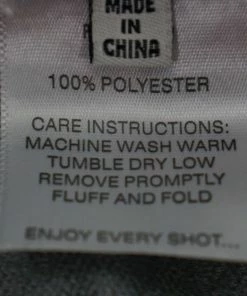 MADE
IN
CHINA
100% POLYESTER
CARE INSTRUCTIONS:
MACHINE WASH WARM
TUMBLE DRY LOW
REMOVE PROMPTLY
FLUFF AND FOLD
ENJOY EVERY SHOT...